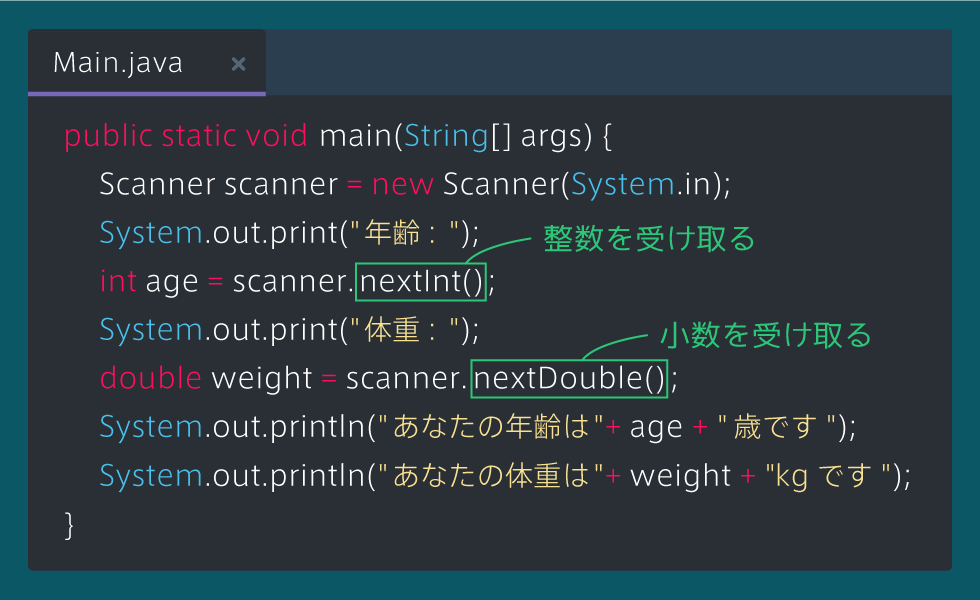 Main.java ×
public static void main(String[] args) {
Scanner scanner = new Scanner(System.in);
System.out.print("年齢 : ");
整数を受け取る
int age = scanner.nextInt();
System.out.print("体重 : ");
小数を受け取る
double weight = scanner.nextDouble();
System.out.println("あなたの年齢は"+ age + "歳です ");
System.out.println("あなたの体重は"+ weight + "kg です ");
}